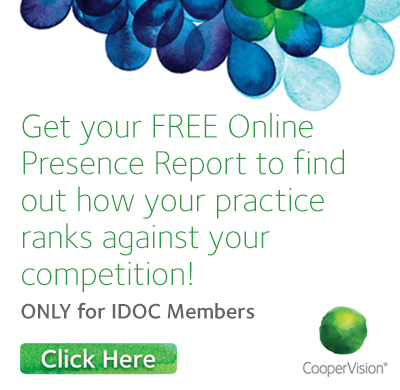 Get your FREE Online
Presence Report to find
out how your practice
ranks against your
competition!
ONLY for IDOC Members
Click Here
CooperVision®